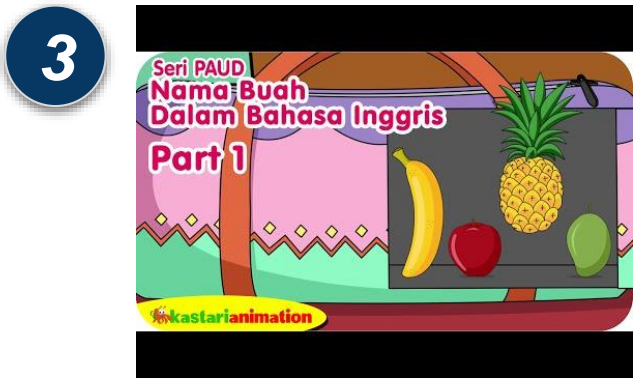 3
Seri PAUD
Nama Buah
Dalam Bahasa Inggris
Part 1
kastarianimation